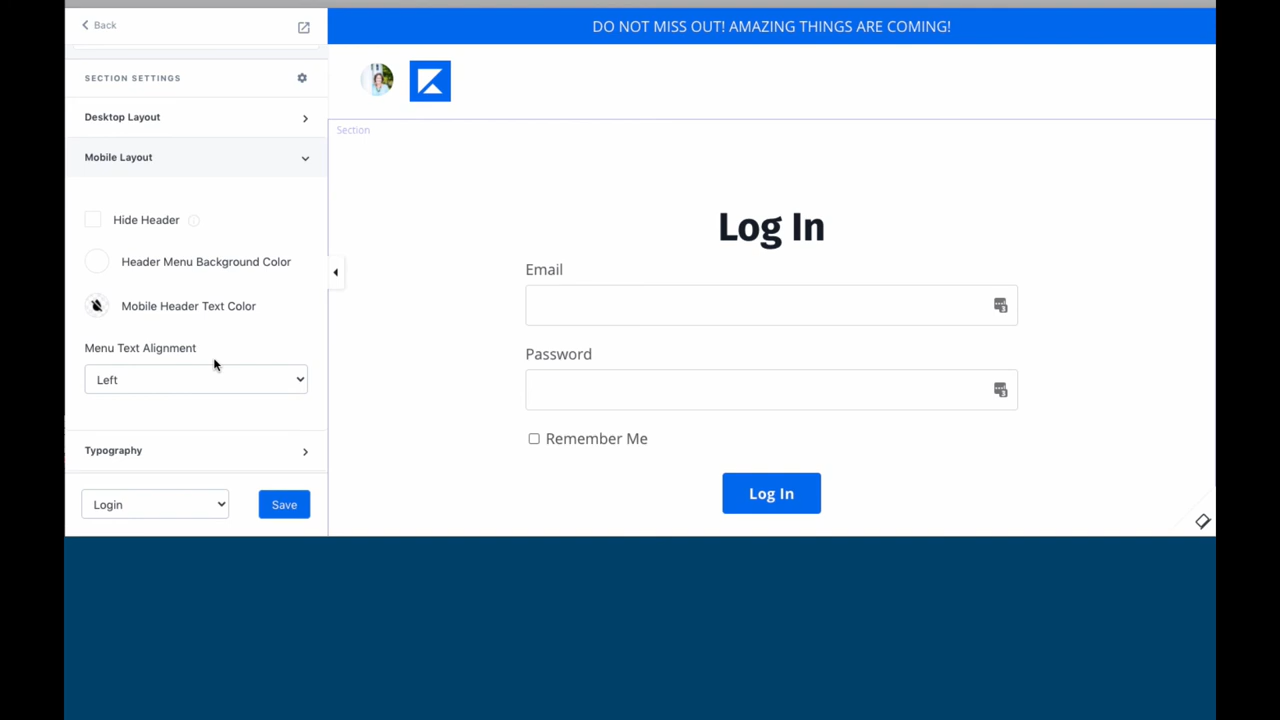 Back
SECTION SETTINGS
Desktop Layout
Mobile Layout
Hide Header
Header Menu Background Color
Mobile Header Text Color
Menu Text Alignment
Left
Typography
Login
Save
DO NOT MISS OUT! AMAZING THINGS ARE COMING!
Section
Log In
Email
Password
Remember Me
Log In